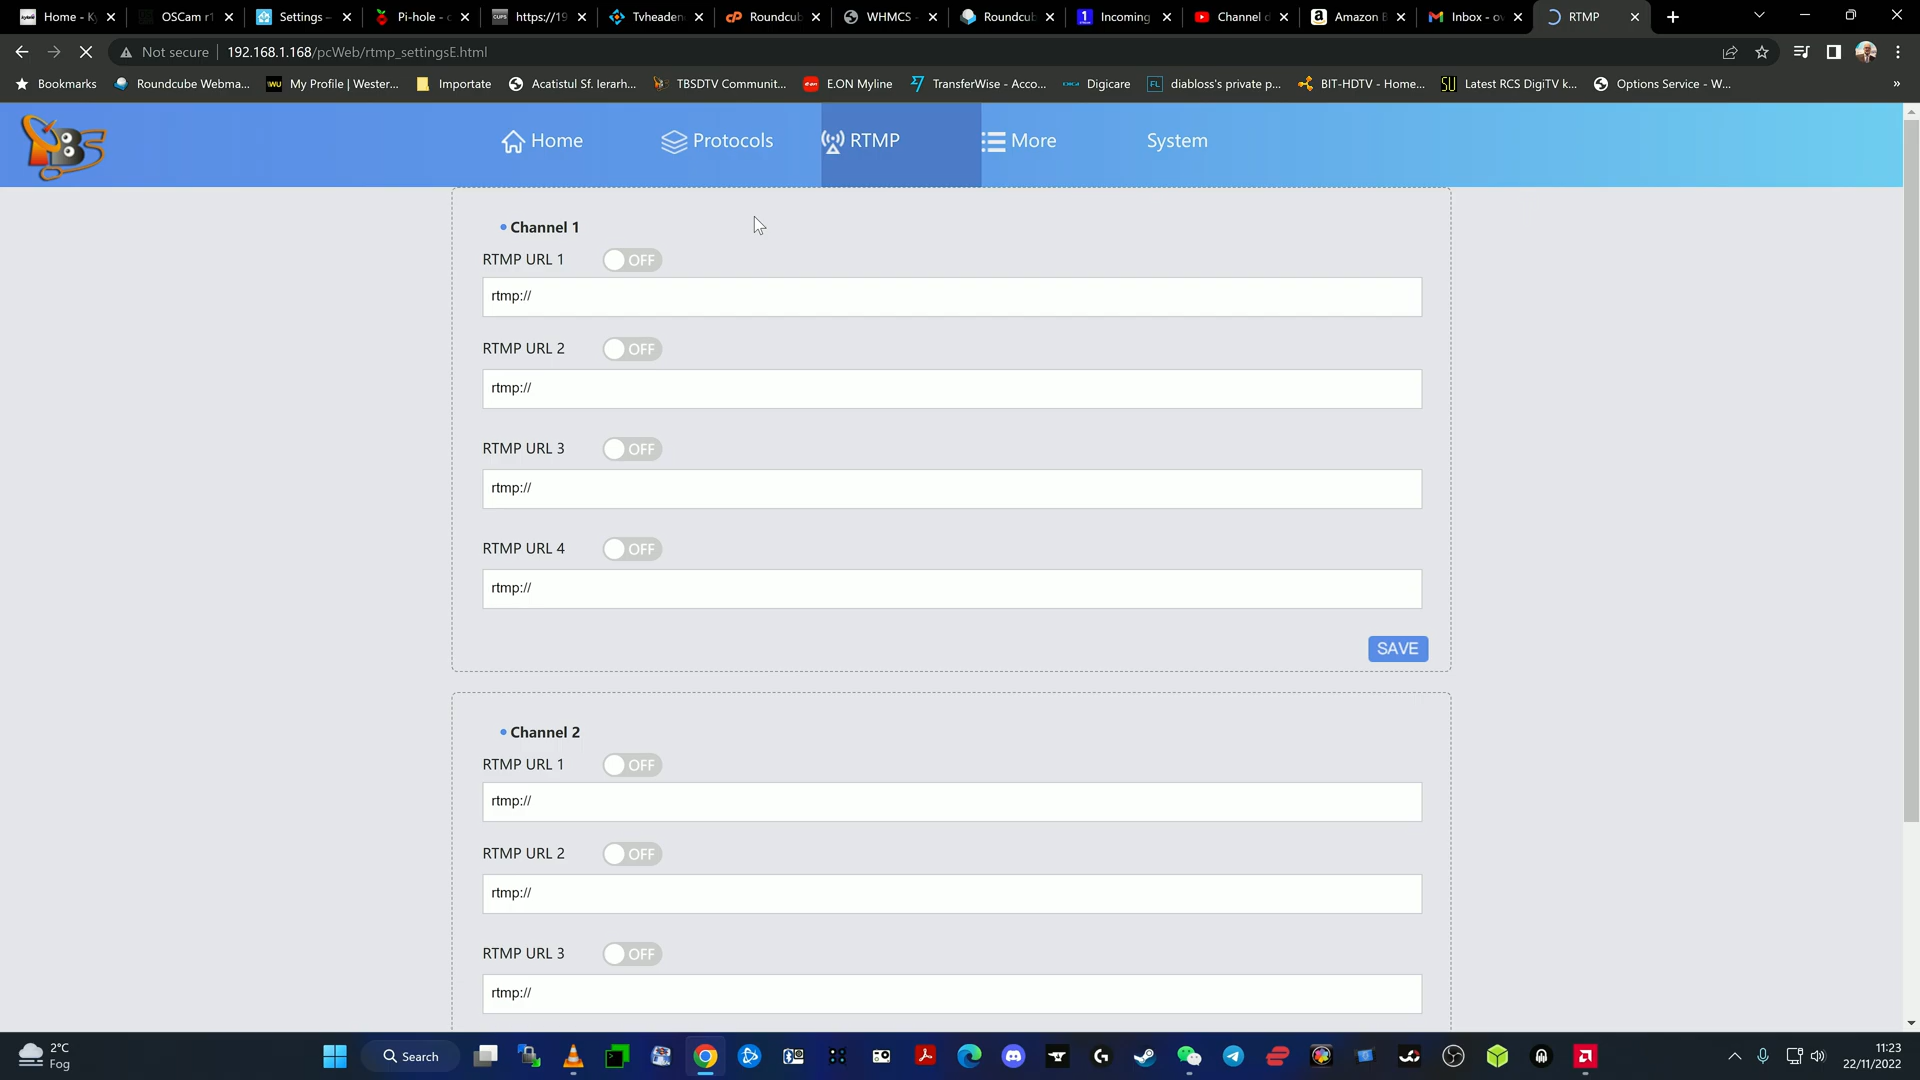 Home - Ky
OSCam r1
Settings -
Pi-hole -
https://19
Tvheaden
Roundcub
WHMCS -
Roundcub
Incoming
Channel d
Amazon B
Inbox - ov
RTMP
Not secure
192.168.1.168/pcWeb/rtmp_settingsE.html
Bookmarks
Roundcube Webma...
My Profile | Wester...
Importate
Acatistul Sf. Ierarh...
TBSDTV Communit...
E.ON Myline
TransferWise - Acco...
Digicare
diabloss's private p...
BIT-HDTV - Home...
Latest RCS DigiTV k...
Options Service - W...
»
Home
Protocols
RTMP
More
System
Channel 1
RTMP URL 1
OFF
rtmp://
RTMP URL 2
OFF
rtmp://
RTMP URL 3
OFF
rtmp://
RTMP URL 4
OFF
rtmp://
SAVE
Channel 2
RTMP URL 1
OFF
rtmp://
RTMP URL 2
OFF
rtmp://
RTMP URL 3
OFF
rtmp://
2°C
Fog
Search
11:23
22/11/2022